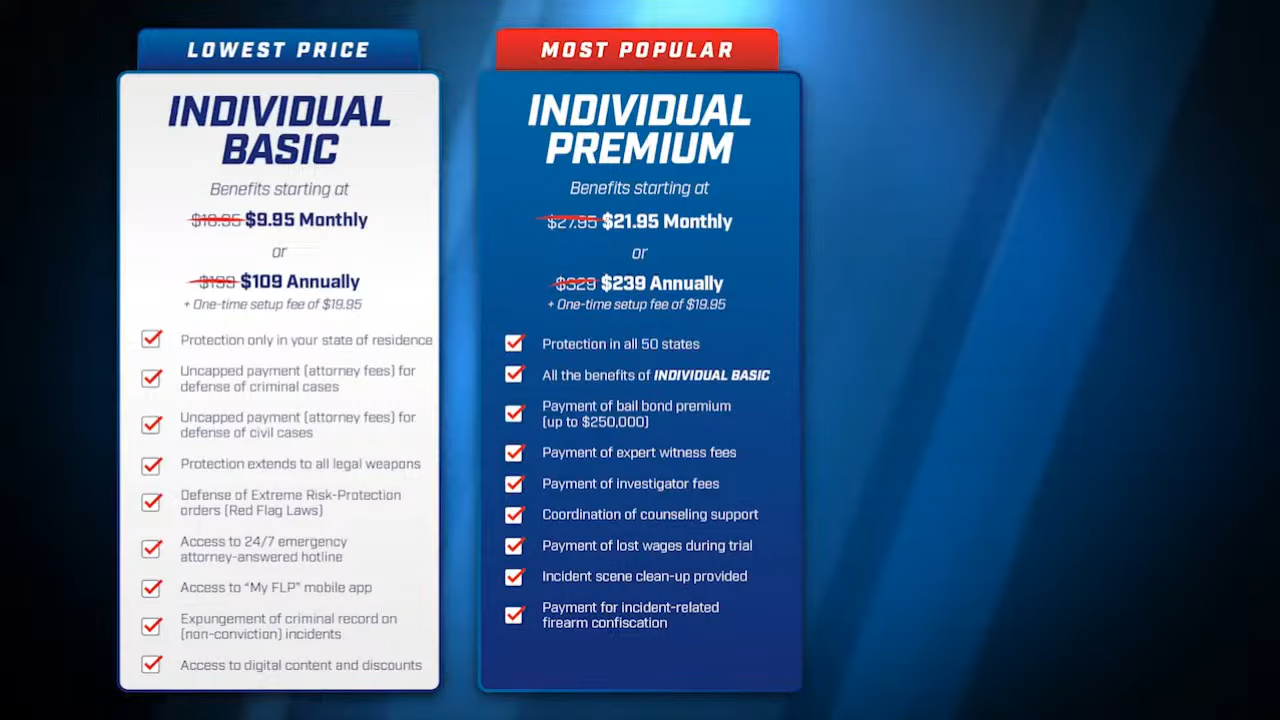 LOWEST PRICE
INDIVIDUAL
BASIC
Benefits starting at
$9.95 Monthly
or
$109 Annually
+ One-time setup fee of $19.95
Protection only in your state of residence
Uncapped payment (attorney fees) for
defense of criminal cases
Uncapped payment (attorney fees) for
defense of civil cases
Protection extends to all legal weapons
Defense of Extreme Risk-Protection
orders (Red Flag Laws)
Access to 24/7 emergency
attorney-answered hotline
Access to “My FLP” mobile app
Expungement of criminal record on
(non-conviction) incidents
Access to digital content and discounts
MOST POPULAR
INDIVIDUAL
PREMIUM
Benefits starting at
$27.95 $21.95 Monthly
or
$329 $239 Annually
+ One-time setup fee of $19.95
Protection in all 50 states
All the benefits of INDIVIDUAL BASIC
Payment of bail bond premium
(up to $250,000)
Payment of expert witness fees
Payment of investigator fees
Coordination of counseling support
Payment of lost wages during trial
Incident scene clean-up provided
Payment for incident-related
firearm confiscation